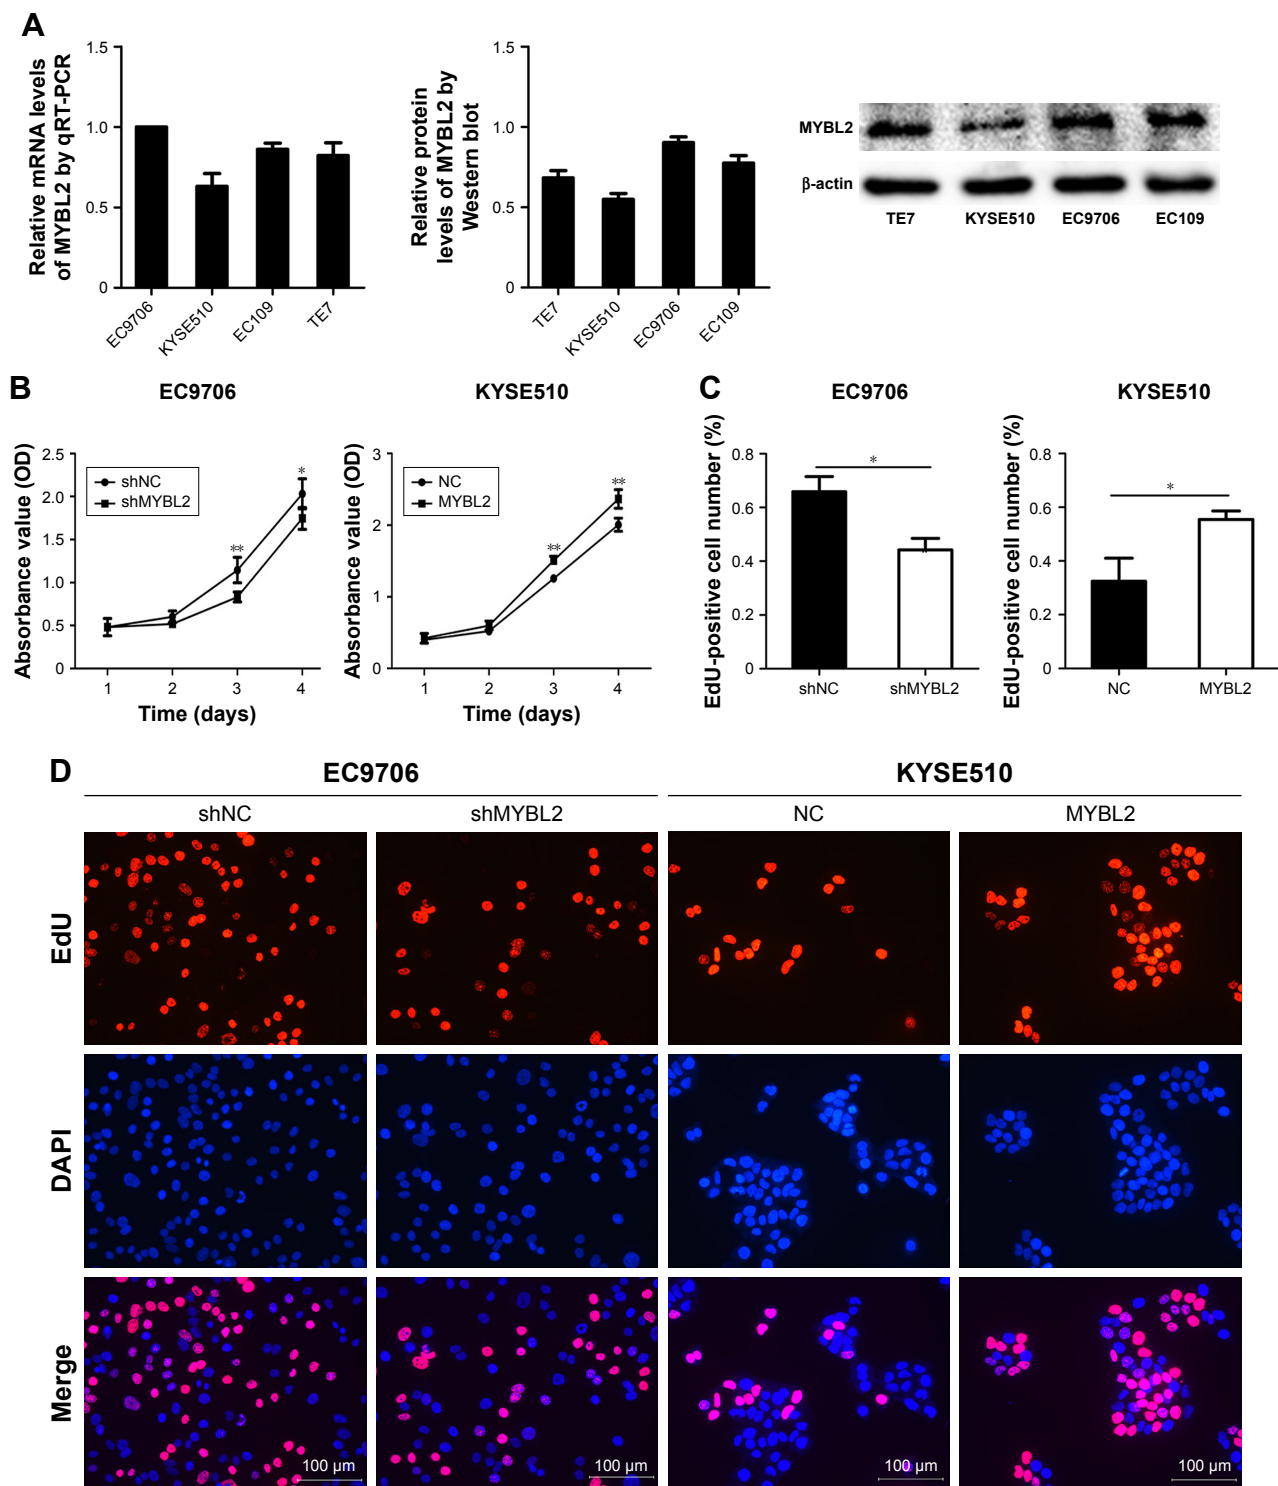 A
Relative mRNA levels
of MYBL2 by qRT-PCR
1.5
1.0
0.5
0
EC9706
KYSE510
EC109
TE7
Relative protein
levels of MYBL2 by
Western blot
1.5
1.0
0.5
0
TE7
KYSE510
EC9706
EC109
MYBL2
β-actin
TE7 KYSE510 EC9706 EC109
B
EC9706
Absorbance value (OD)
2.5
2.0
1.5
1.0
0.5
0
shNC
shMYBL2
**
*
1 2 3 4
Time (days)
KYSE510
Absorbance value (OD)
3
2
1
0
NC
MYBL2
**
**
1 2 3 4
Time (days)
C
EC9706
EdU-positive cell number (%)
0.8
0.6
0.4
0.2
0
*
shNC shMYBL2
KYSE510
EdU-positive cell number (%)
0.8
0.6
0.4
0.2
0
*
NC MYBL2
D
EC9706 KYSE510
shNC shMYBL2 NC MYBL2
EdU
DAPI
Merge
100 µm 100 µm 100 µm 100 µm